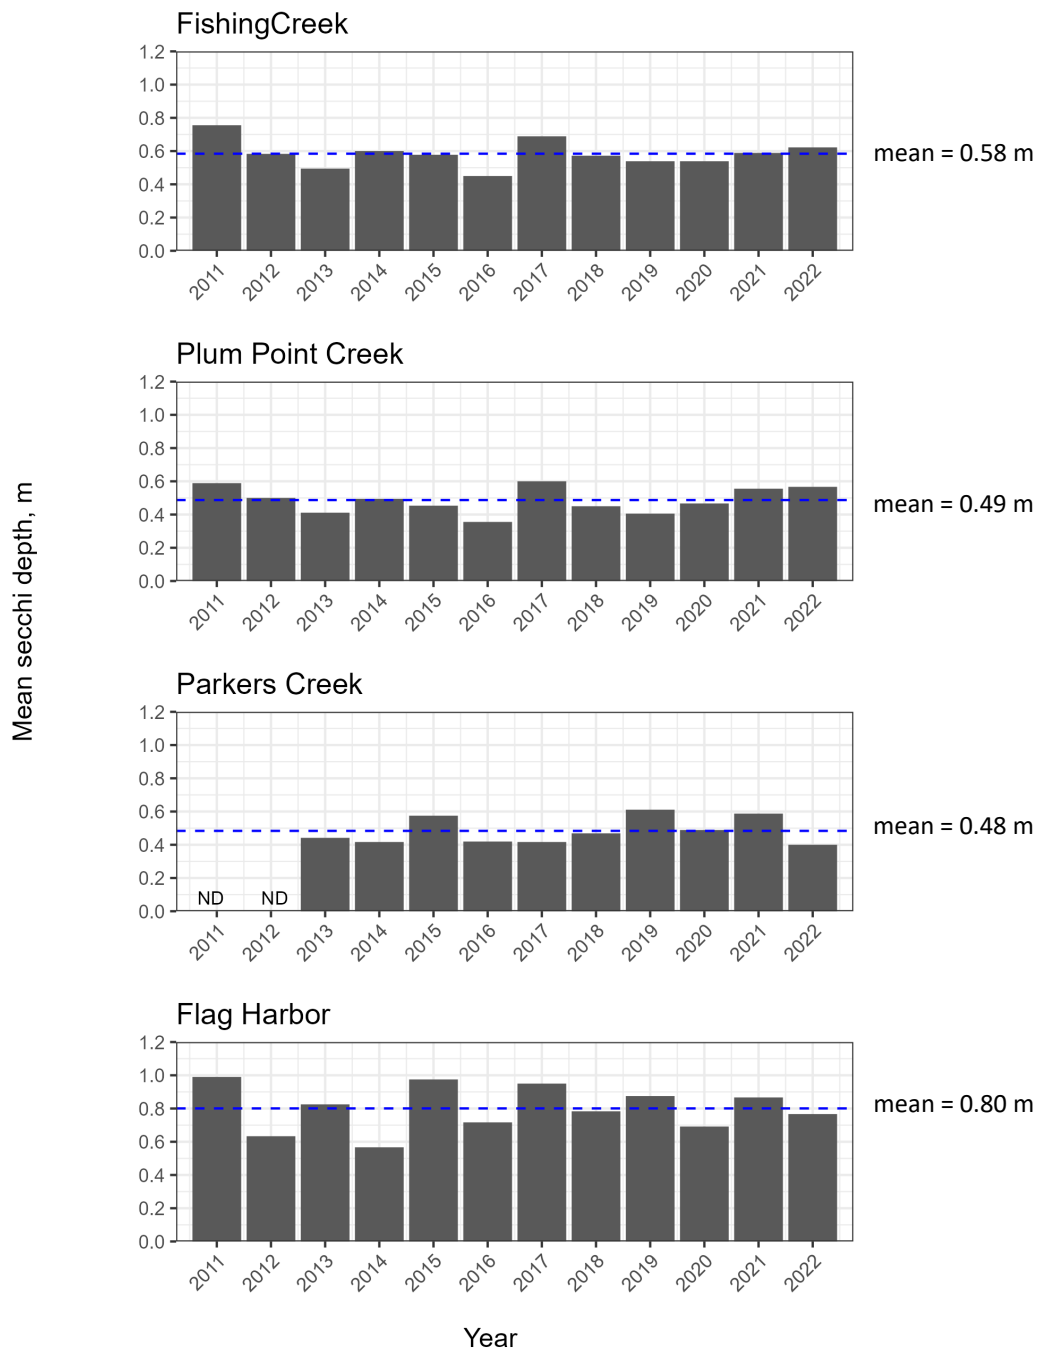 FishingCreek
1.2
1.0
0.8
0.6
0.4
0.2
0.0
mean = 0.58 m
2011 2012 2013 2014 2015 2016 2017 2018 2019 2020 2021 2022
Plum Point Creek
1.2
1.0
0.8
0.6
0.4
0.2
0.0
mean = 0.49 m
2011 2012 2013 2014 2015 2016 2017 2018 2019 2020 2021 2022
Mean secchi depth, m
Parkers Creek
1.2
1.0
0.8
0.6
0.4
0.2
0.0
mean = 0.48 m
ND ND
2011 2012 2013 2014 2015 2016 2017 2018 2019 2020 2021 2022
Flag Harbor
1.2
1.0
0.8
0.6
0.4
0.2
0.0
mean = 0.80 m
2011 2012 2013 2014 2015 2016 2017 2018 2019 2020 2021 2022
Year